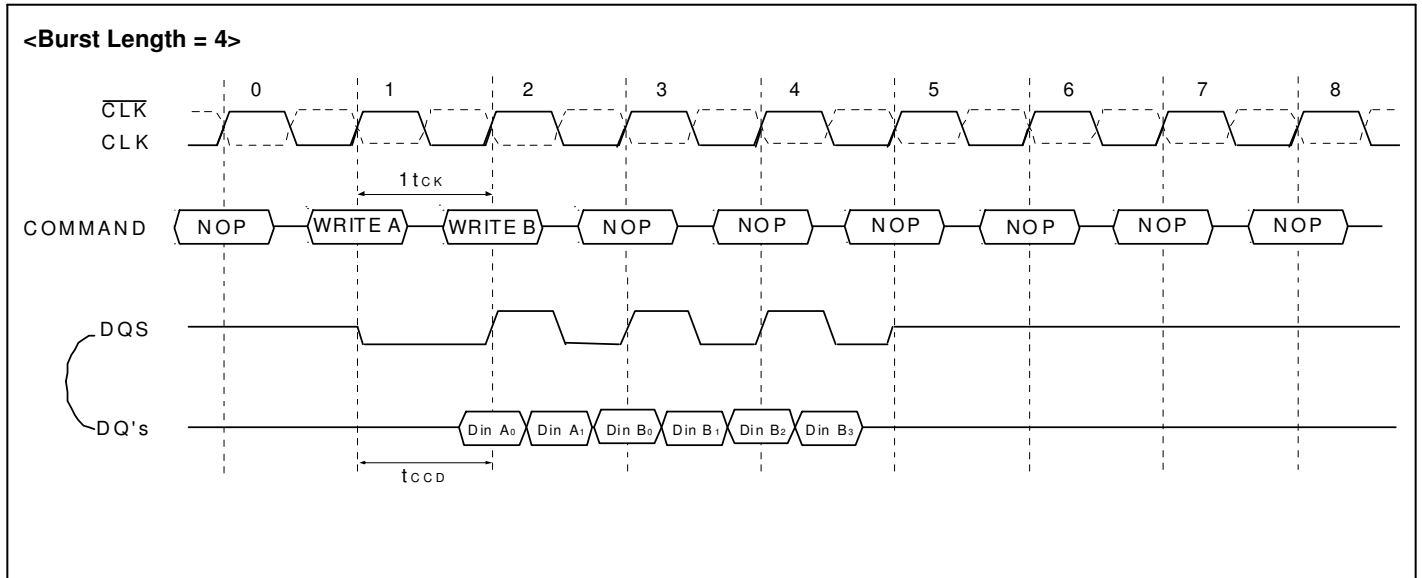 <Burst Length = 4>
0 1 2 3 4 5 6 7 8
CLK
CLK
1tCK
COMMAND NOP WRITE A WRITE B NOP NOP NOP NOP NOP NOP
DQS
DQ's Din A0 Din A1 Din B0 Din B1 Din B2 Din B3
tCCD